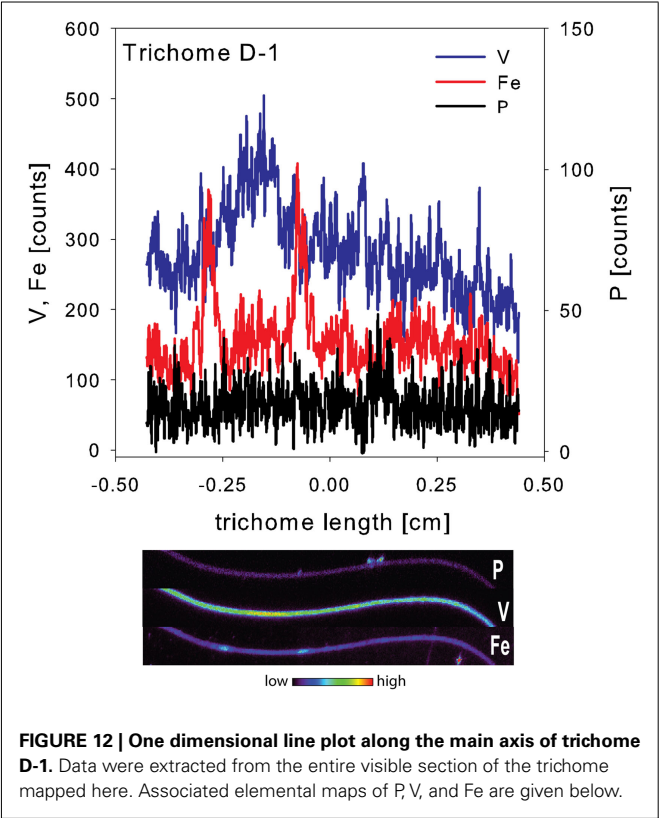 600
150
Trichome D-1
V
Fe
P
500
400
100
300
200
50
100
0
0
V, Fe [counts]
P [counts]
-0.50
-0.25
0.00
0.25
0.50
trichome length [cm]
P
V
Fe
low
high
FIGURE 12 | One dimensional line plot along the main axis of trichome
D-1. Data were extracted from the entire visible section of the trichome
mapped here. Associated elemental maps of P, V, and Fe are given below.